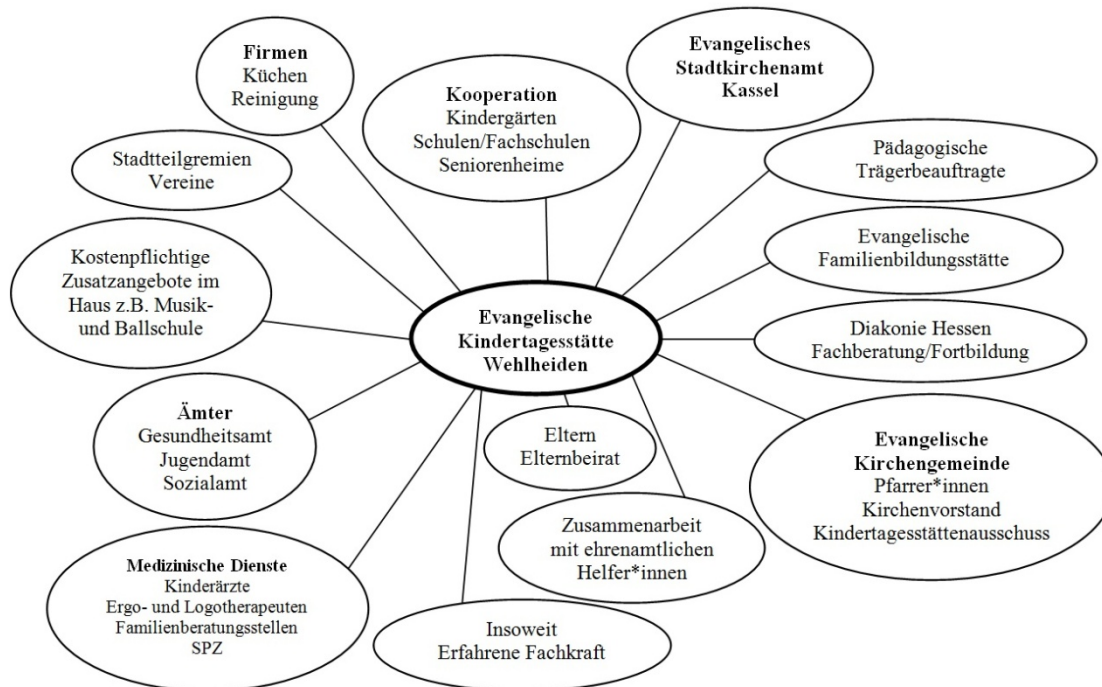 Firmen
Küchen
Reinigung
Kooperation
Kindergärten
Schulen/Fachschulen
Seniorenheime
Evangelisches
Stadtkirchenamt
Kassel
Stadtteilgremien
Vereine
Pädagogische
Trägerbeauftragte
Kostenpflichtige
Zusatzangebote im
Haus z.B. Musik-
und Ballschule
Evangelische
Familienbildungsstätte
Evangelische
Kindertagesstätte
Wehlheiden
Diakonie Hessen
Fachberatung/Fortbildung
Ämter
Gesundheitsamt
Jugendamt
Sozialamt
Eltern
Elternbeirat
Evangelische
Kirchengemeinde
Pfarrer*innen
Kirchenvorstand
Kindertagesstättenausschuss
Zusammenarbeit
mit ehrenamtlichen
Helfer*innen
Medizinische Dienste
Kinderärzte
Ergo- und Logotherapeuten
Familienberatungsstellen
SPZ
Insoweit
Erfahrene Fachkraft